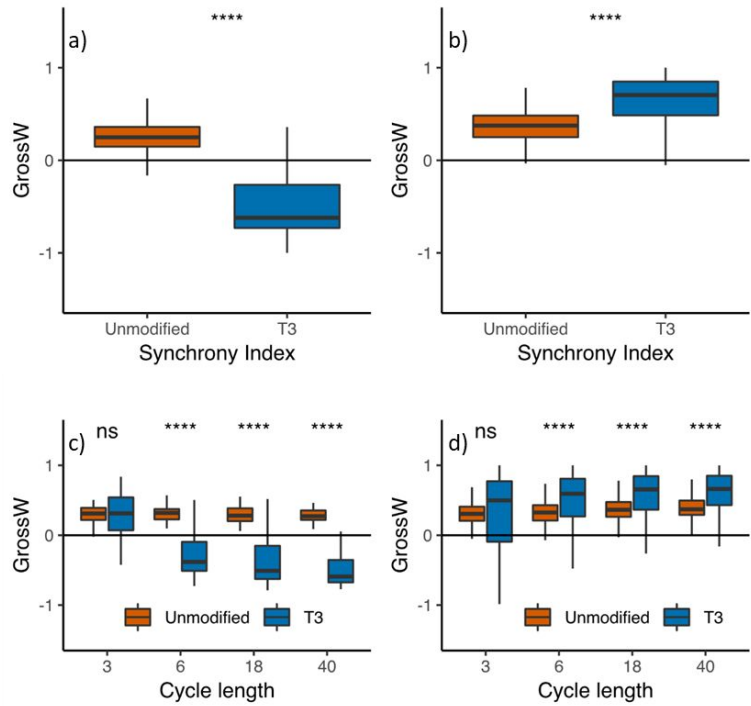 a)
****
GrossW
1
0
-1
Unmodified T3
Synchrony Index
b)
****
GrossW
1
0
-1
Unmodified T3
Synchrony Index
c)
ns **** **** ****
GrossW
1
0
-1
Unmodified T3
3 6 18 40
Cycle length
d)
ns **** **** ****
GrossW
1
0
-1
Unmodified T3
3 6 18 40
Cycle length